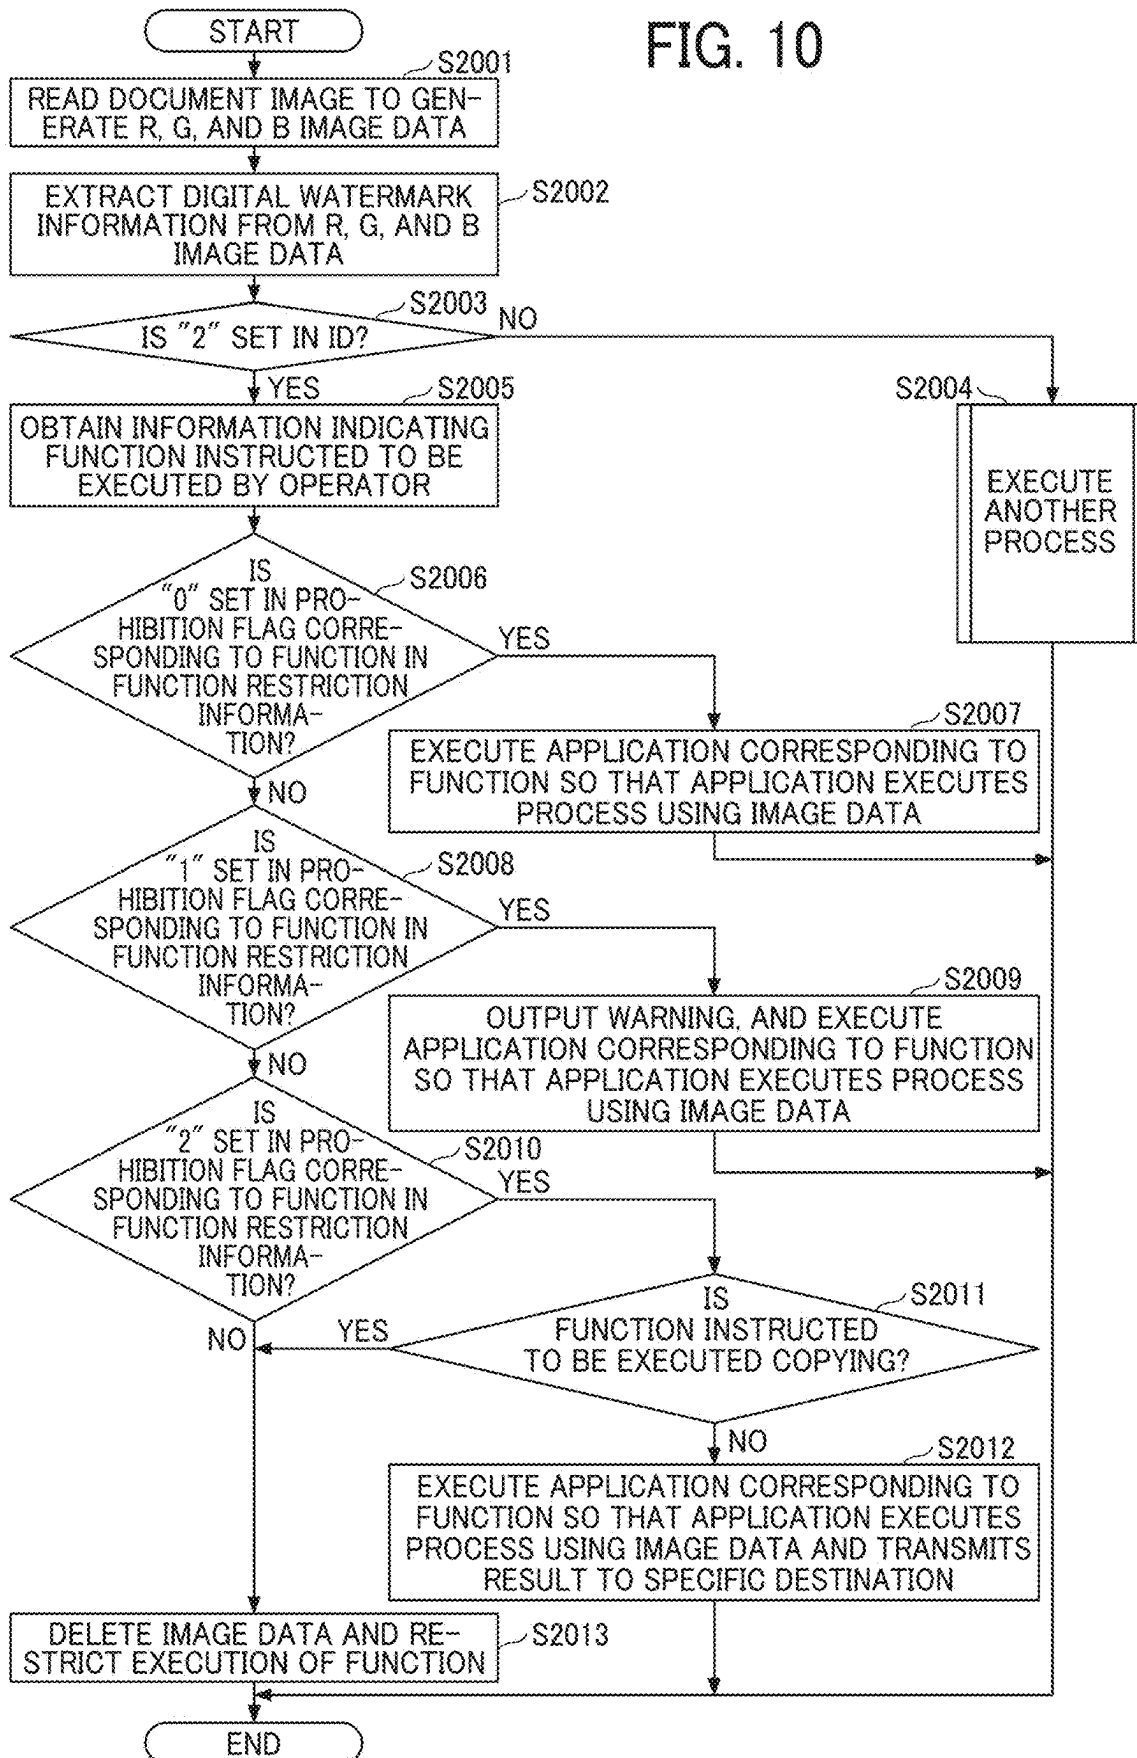 FIG. 10
START
S2001
READ DOCUMENT IMAGE TO GEN-
ERATE R, G, AND B IMAGE DATA
S2002
EXTRACT DIGITAL WATERMARK
INFORMATION FROM R, G, AND B
IMAGE DATA
S2003
IS "2" SET IN ID?
NO
YES
S2005
OBTAIN INFORMATION INDICATING
FUNCTION INSTRUCTED TO BE
EXECUTED BY OPERATOR
S2004
EXECUTE
ANOTHER
PROCESS
S2006
IS
"0" SET IN PRO-
HIBITION FLAG CORRE-
SPONDING TO FUNCTION IN
FUNCTION RESTRICTION
INFORMA-
TION?
YES
NO
S2007
EXECUTE APPLICATION CORRESPONDING TO
FUNCTION SO THAT APPLICATION EXECUTES
PROCESS USING IMAGE DATA
S2008
IS
"1" SET IN PRO-
HIBITION FLAG CORRE-
SPONDING TO FUNCTION IN
FUNCTION RESTRICTION
INFORMA-
TION?
YES
NO
S2009
OUTPUT WARNING, AND EXECUTE
APPLICATION CORRESPONDING TO FUNCTION
SO THAT APPLICATION EXECUTES PROCESS
USING IMAGE DATA
S2010
IS
"2" SET IN PRO-
HIBITION FLAG CORRE-
SPONDING TO FUNCTION IN
FUNCTION RESTRICTION
INFORMA-
TION?
YES
NO
S2011
IS
FUNCTION INSTRUCTED
TO BE EXECUTED COPYING?
YES
NO
S2012
EXECUTE APPLICATION CORRESPONDING TO
FUNCTION SO THAT APPLICATION EXECUTES
PROCESS USING IMAGE DATA AND TRANSMITS
RESULT TO SPECIFIC DESTINATION
S2013
DELETE IMAGE DATA AND RE-
STRICT EXECUTION OF FUNCTION
END